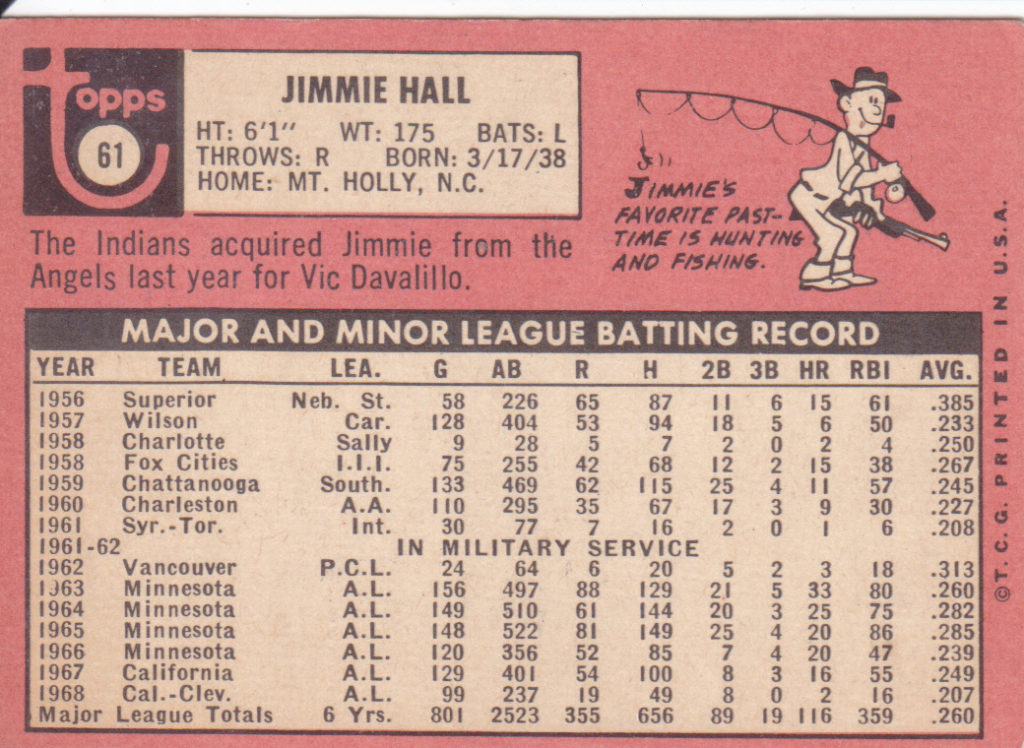 topps
61
JIMMIE HALL
HT: 6'1" WT: 175 BATS: L
THROWS: R BORN: 3/17/38
HOME: MT. HOLLY, N.C.
JIMMIE'S
FAVORITE PAST-
TIME IS HUNTING
AND FISHING.
The Indians acquired Jimmie from the
Angels last year for Vic Davalillo.
MAJOR AND MINOR LEAGUE BATTING RECORD
YEAR TEAM LEA. G AB R H 2B 3B HR RBI AVG.
1956 Superior Neb. St. 58 226 65 87 11 6 15 61 .385
1957 Wilson Car. 128 404 53 94 18 5 6 50 .233
1958 Charlotte Sally 9 28 5 7 2 0 2 4 .250
1958 Fox Cities I.I.I. 75 255 42 68 12 2 15 38 .267
1959 Chattanooga South. 133 469 62 115 25 4 11 57 .245
1960 Charleston A.A. 110 295 35 67 17 3 9 30 .227
1961 Syr.-Tor. Int. 30 77 7 16 2 0 1 6 .208
1961-62 IN MILITARY SERVICE
1962 Vancouver P.C.L. 24 64 6 20 5 2 3 18 .313
1963 Minnesota A.L. 156 497 88 129 21 5 33 80 .260
1964 Minnesota A.L. 149 510 61 144 20 3 25 75 .282
1965 Minnesota A.L. 148 522 81 149 25 4 20 86 .285
1966 Minnesota A.L. 120 356 52 85 7 4 20 47 .239
1967 California A.L. 129 401 54 100 8 3 16 55 .249
1968 Cal.-Clev. A.L. 99 237 19 49 8 0 2 16 .207
Major League Totals 6 Yrs. 801 2523 355 656 89 19 116 359 .260
©T.C.G. PRINTED IN U.S.A.